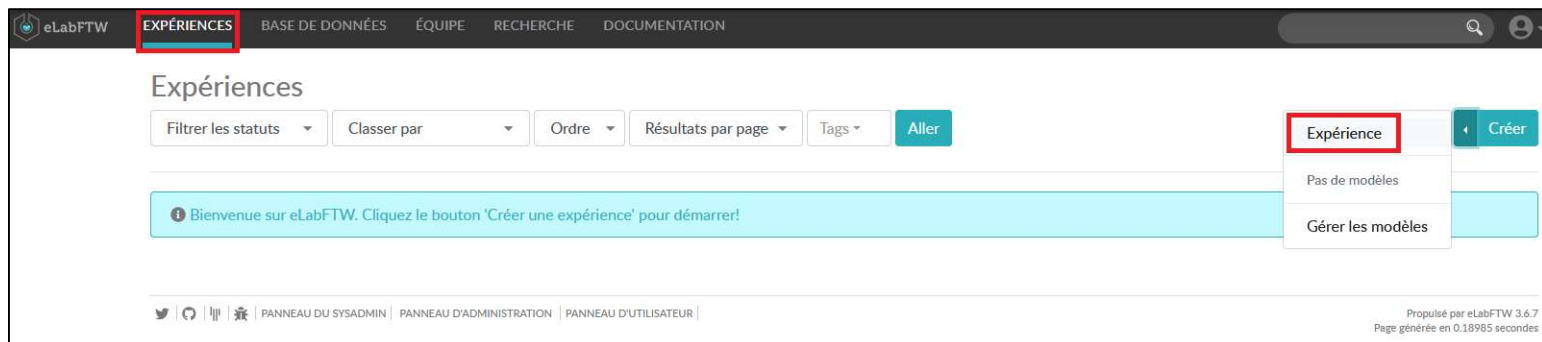 eLabFTW EXPÉRIENCES BASE DE DONNÉES ÉQUIPE RECHERCHE DOCUMENTATION
Expériences
Filtrer les statuts Classer par Ordre Résultats par page Tags Aller Expérience Créer
Pas de modèles
Bienvenue sur eLabFTW. Cliquez le bouton 'Créer une expérience' pour démarrer!
Gérer les modèles
PANNEAU DU SYSADMIN PANNEAU D'ADMINISTRATION PANNEAU D'UTILISATEUR
Propulsé par eLabFTW 3.6.7
Page générée en 0.18985 secondes